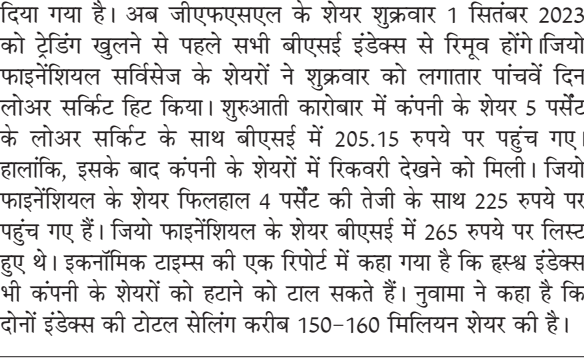 दिया गया है। अब जीएफएसएल के शेयर शुक्रवार 1 सितंबर 2023
को ट्रेडिंग खुलने से पहले सभी बीएसई इंडेक्स से रिमूव होंगे।जियो
फाइनेंशियल सर्विसेज के शेयरों ने शुक्रवार को लगातार पांचवें दिन
लोअर सर्किट हिट किया। शुरुआती कारोबार में कंपनी के शेयर 5 पर्सेंट
के लोअर सर्किट के साथ बीएसई में 205.15 रुपये पर पहुंच गए।
हालांकि, इसके बाद कंपनी के शेयरों में रिकवरी देखने को मिली। जियो
फाइनेंशियल के शेयर फिलहाल 4 पर्सेंट की तेजी के साथ 225 रुपये पर
पहुंच गए हैं। जियो फाइनेंशियल के शेयर बीएसई में 265 रुपये पर लिस्ट
हुए थे। इकनॉमिक टाइम्स की एक रिपोर्ट में कहा गया है कि हृस्श्व इंडेक्स
भी कंपनी के शेयरों को हटाने को टाल सकते हैं। नुवामा ने कहा है कि
दोनों इंडेक्स की टोटल सेलिंग करीब 150-160 मिलियन शेयर की है।